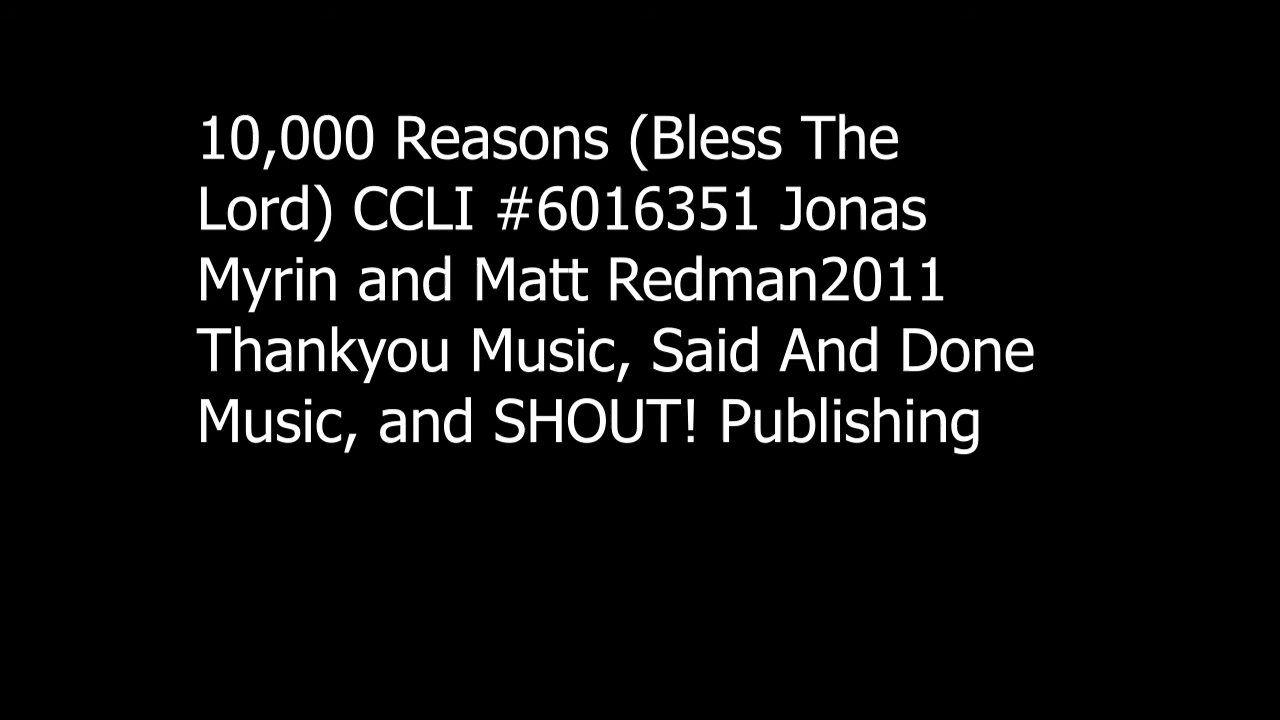 10,000 Reasons (Bless The
Lord) CCLI #6016351 Jonas
Myrin and Matt Redman2011
Thankyou Music, Said And Done
Music, and SHOUT! Publishing